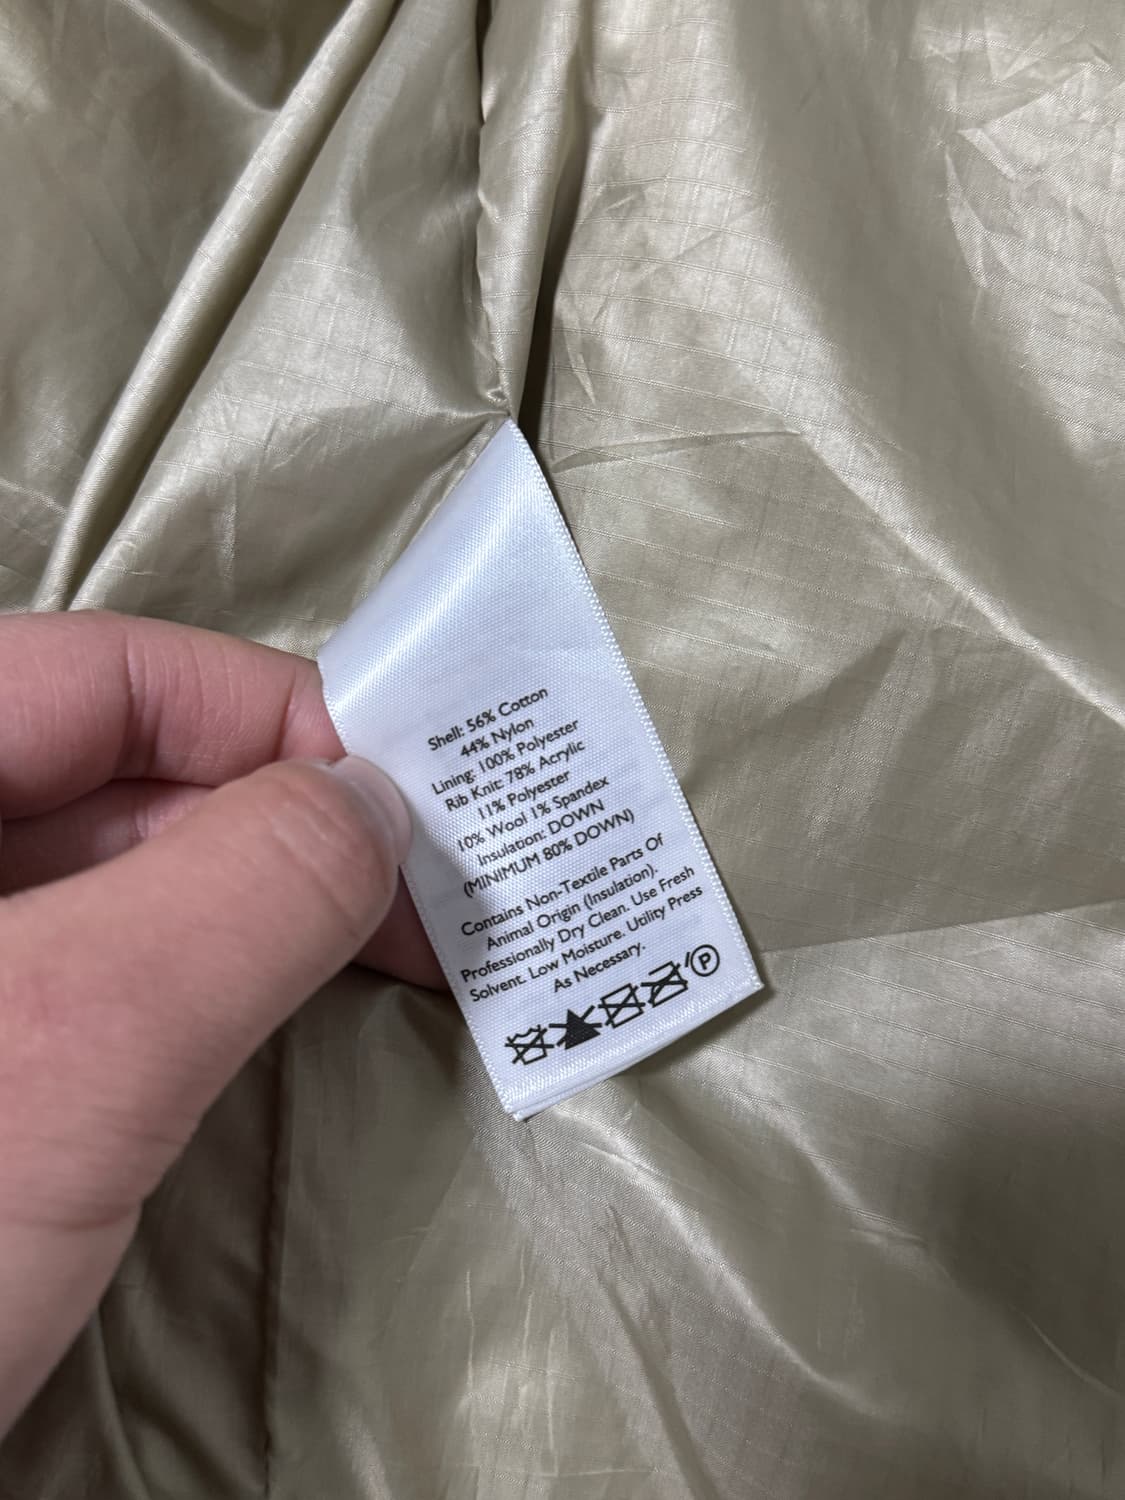 Shell: 56% Cotton
44% Nylon
Lining: 100% Polyester
Rib Knit: 78% Acrylic
11% Polyester
10% Wool 1% Spandex
Insulation: DOWN
(MINIMUM 80% DOWN)
Contains Non-Textile Parts Of
Animal Origin (Insulation).
Professionally Dry Clean. Use Fresh
Solvent. Low Moisture. Utility Press
As Necessary.
P